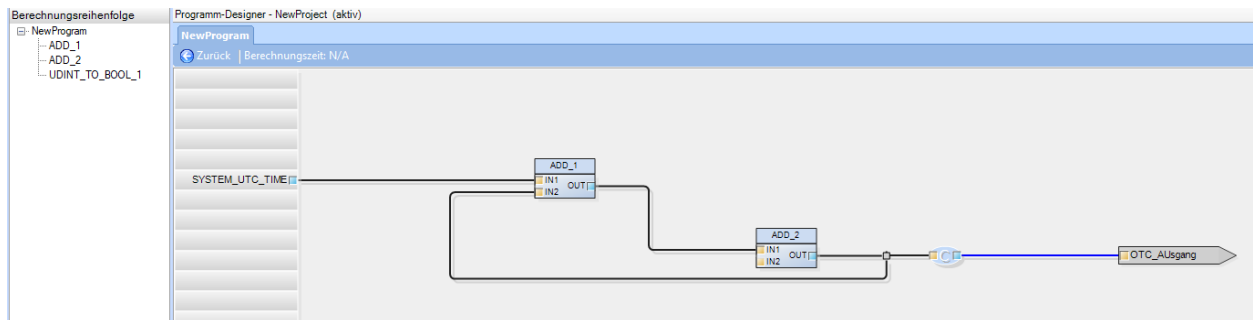 Berechnungsreihenfolge
NewProgram
ADD_1
ADD_2
UDINT_TO_BOOL_1
Programm-Designer - NewProject (aktiv)
NewProgram
Zurück | Berechnungszeit: N/A
SYSTEM_UTC_TIME
ADD_1
IN1
OUT
IN2
ADD_2
IN1
OUT
IN2
C
OTC_AUsgang